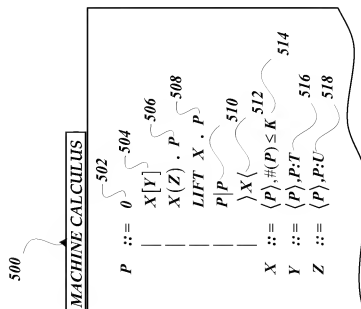 500
MACHINE CALCULUS
502
P ::= 0
504
| X[Y]
506
| X(Z) . P
508
| LIFT X . P
510
| P|P
512
| ⟩X⟨
514
X ::= ⟨P⟩,#(P) ≤ K
516
Y ::= ⟨P⟩,P:T
518
Z ::= ⟨P⟩,P:U